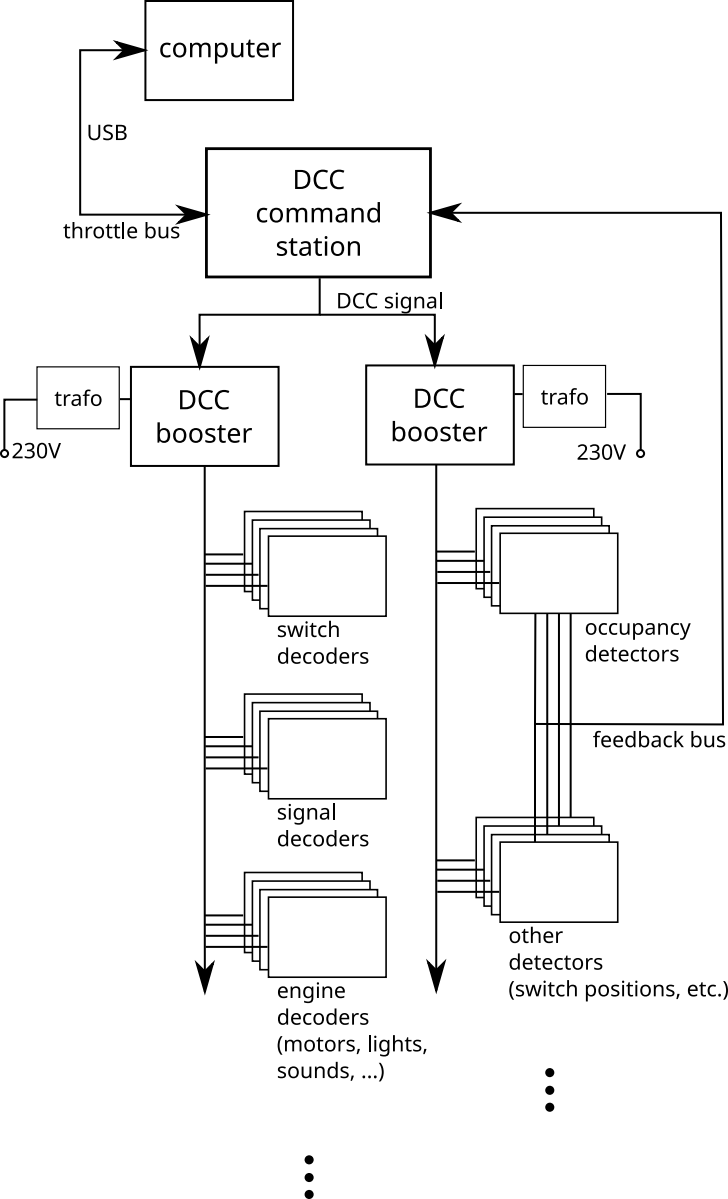 computer
USB
DCC
command
station
throttle bus
DCC signal
trafo
DCC
booster
230V
DCC
booster
trafo
230V
switch
decoders
occupancy
detectors
feedback bus
signal
decoders
other
detectors
(switch positions, etc.)
engine
decoders
(motors, lights,
sounds, ...)